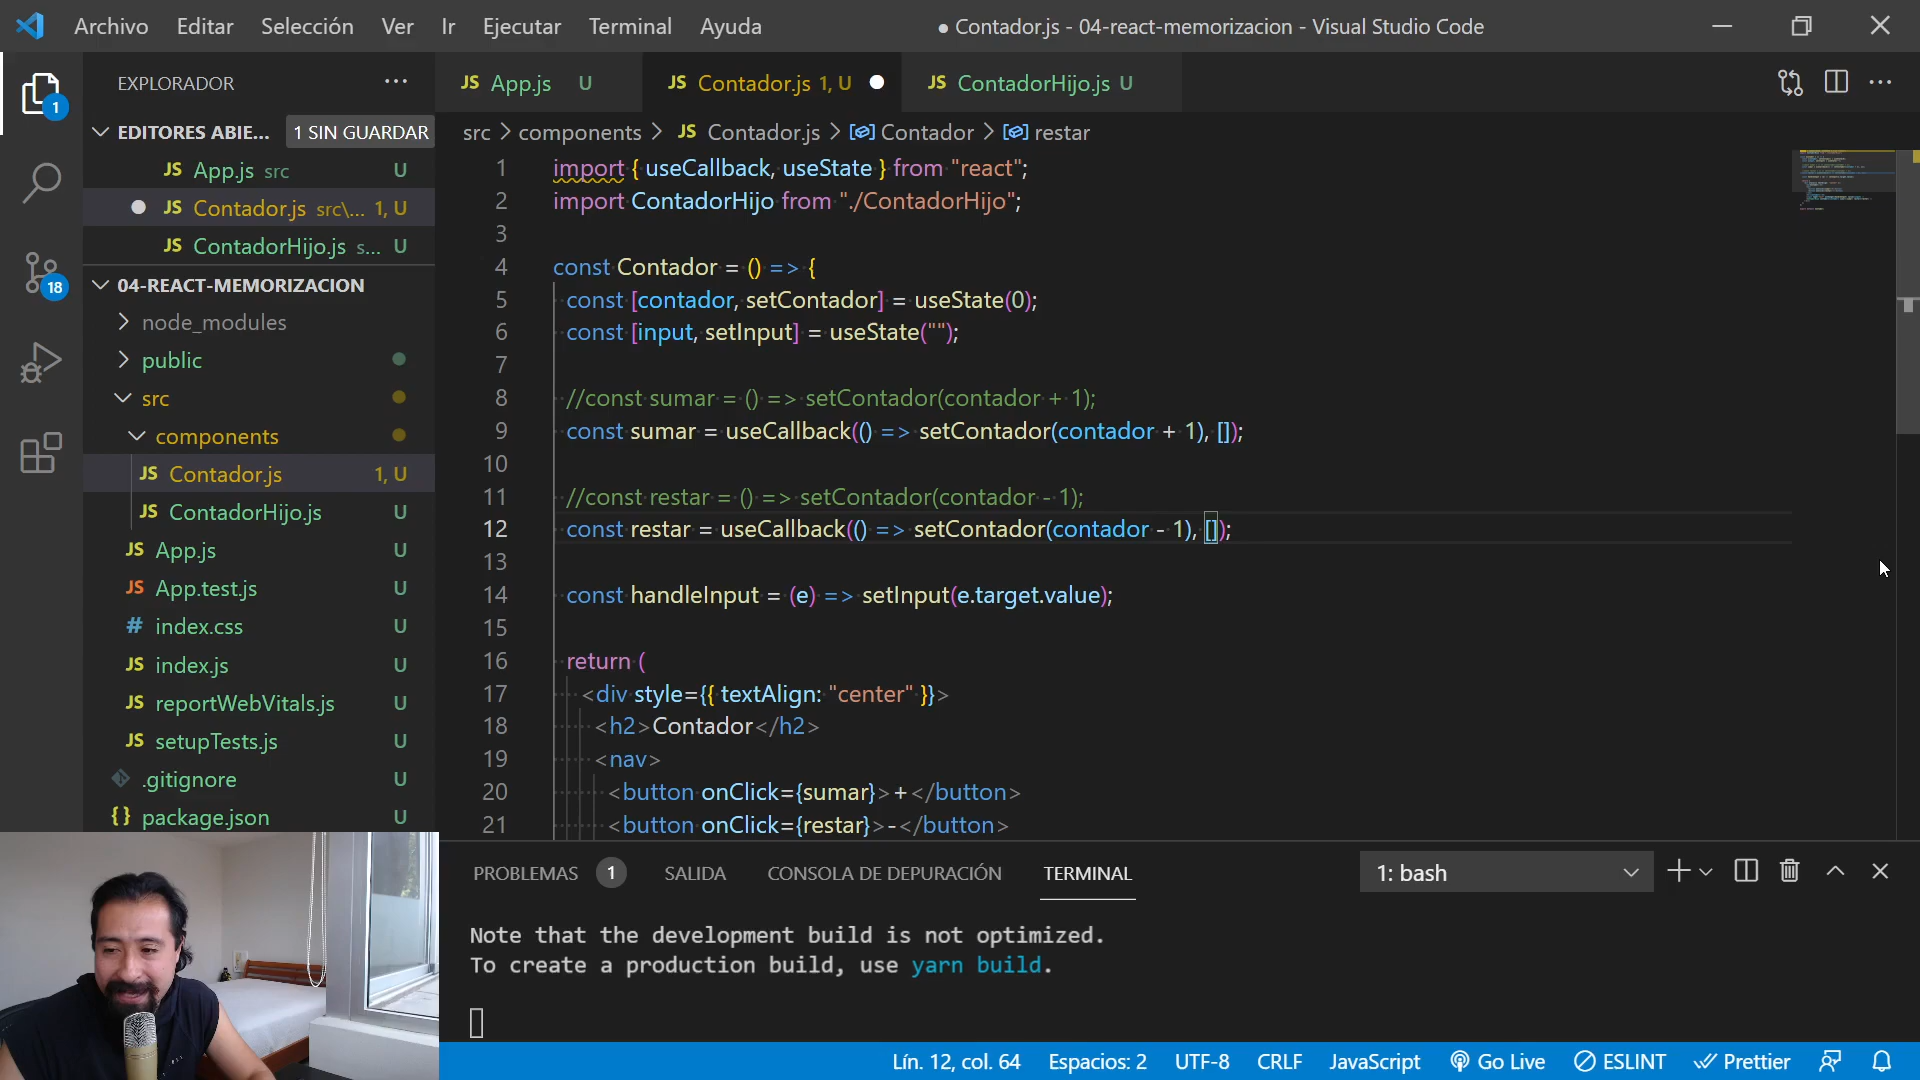 Archivo Editar Selección Ver Ir Ejecutar Terminal Ayuda
● Contador.js - 04-react-memorizacion - Visual Studio Code
EXPLORADOR ···
EDITORES ABIE... 1 SIN GUARDAR
JS App.js src U
● JS Contador.js src\... 1, U
JS ContadorHijo.js s... U
04-REACT-MEMORIZACION
node_modules
public
src
components
JS Contador.js 1, U
JS ContadorHijo.js U
JS App.js U
JS App.test.js U
# index.css U
JS index.js U
JS reportWebVitals.js U
JS setupTests.js U
.gitignore U
{} package.json U
1
18
JS App.js U
JS Contador.js 1, U ●
JS ContadorHijo.js U
src > components > JS Contador.js > Contador > restar
1 import { useCallback, useState } from "react";
2 import ContadorHijo from "./ContadorHijo";
3
4 const Contador = () => {
5 const [contador, setContador] = useState(0);
6 const [input, setInput] = useState("");
7
8 //const sumar = () => setContador(contador + 1);
9 const sumar = useCallback(() => setContador(contador + 1), []);
10
11 //const restar = () => setContador(contador - 1);
12 const restar = useCallback(() => setContador(contador - 1), []);
13
14 const handleInput = (e) => setInput(e.target.value);
15
16 return (
17 <div style={{ textAlign: "center" }}>
18 <h2>Contador</h2>
19 <nav>
20 <button onClick={sumar}>+</button>
21 <button onClick={restar}>-</button>
PROBLEMAS 1 SALIDA CONSOLA DE DEPURACIÓN TERMINAL
1: bash
Note that the development build is not optimized.
To create a production build, use yarn build.
Lín. 12, col. 64 Espacios: 2 UTF-8 CRLF JavaScript Go Live ESLINT Prettier